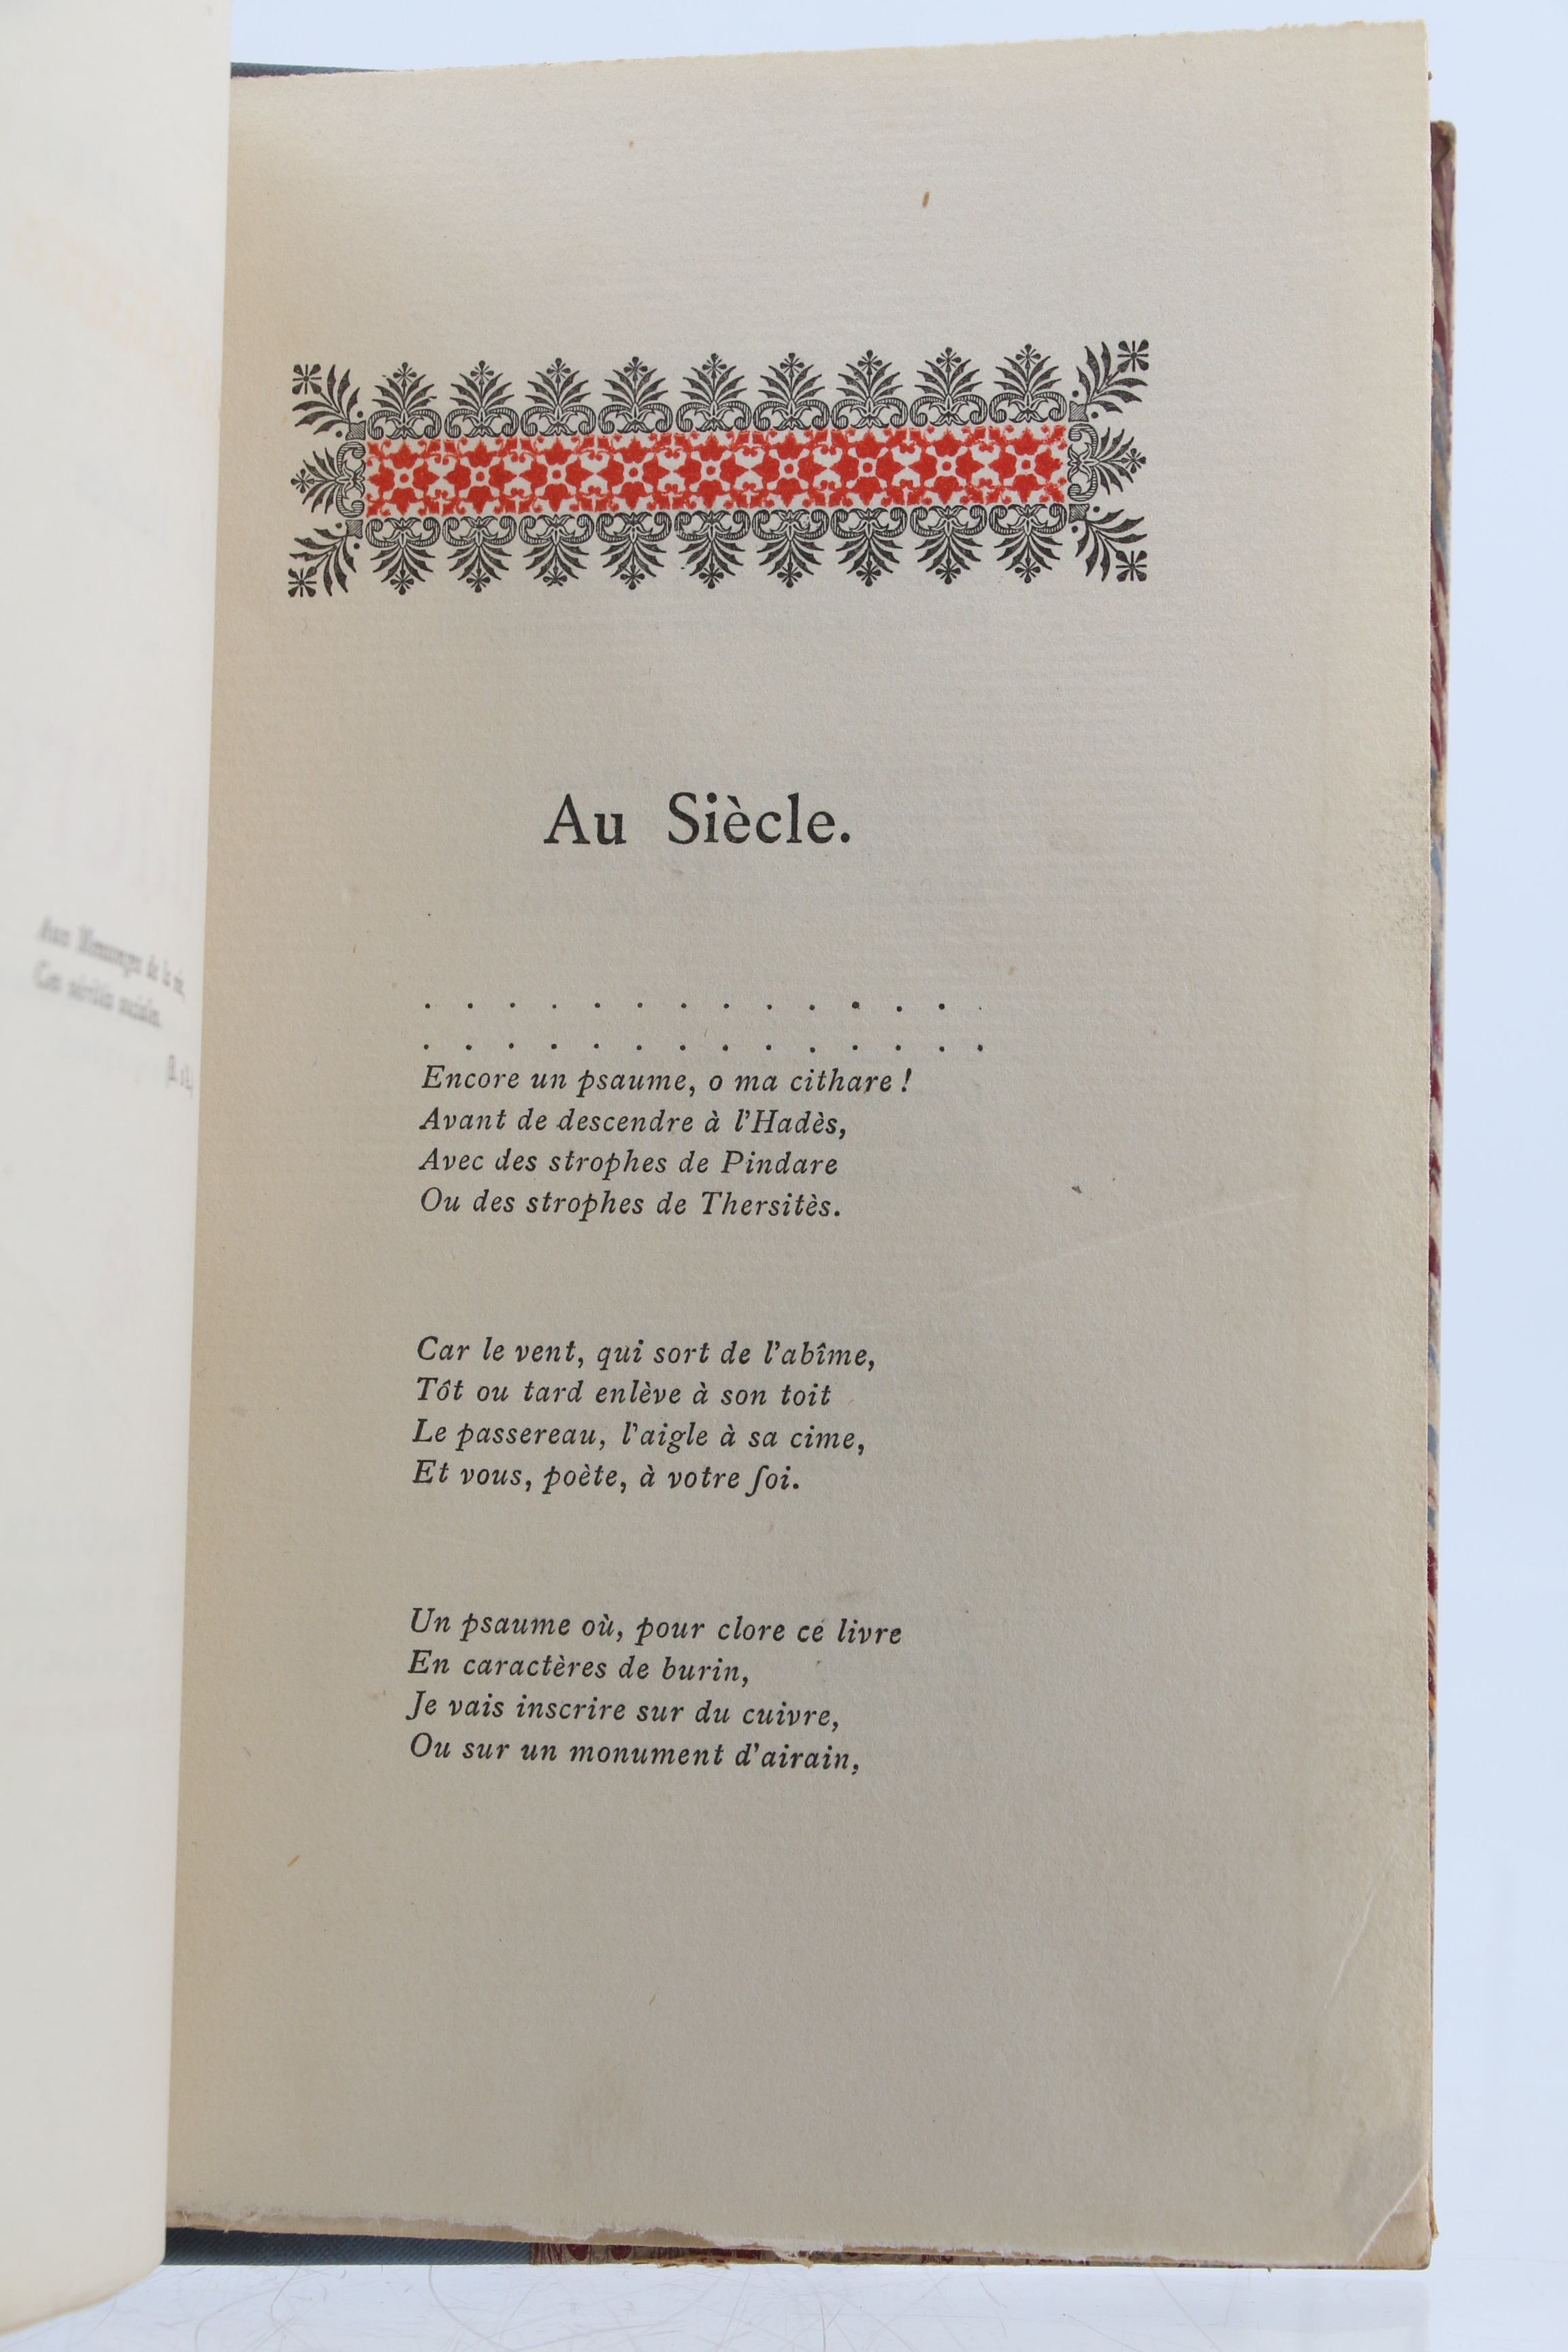 Au Siècle.
. . . . . . . . . . . . . .
. . . . . . . . . . . . . .
Encore un psaume, o ma cithare !
Avant de descendre à l'Hadès,
Avec des strophes de Pindare
Ou des strophes de Thersitès.
Car le vent, qui sort de l'abîme,
Tôt ou tard enlève à son toit
Le passereau, l'aigle à sa cime,
Et vous, poète, à votre ſoi.
Un psaume où, pour clore ce livre
En caractères de burin,
Je vais inscrire sur du cuivre,
Ou sur un monument d'airain,